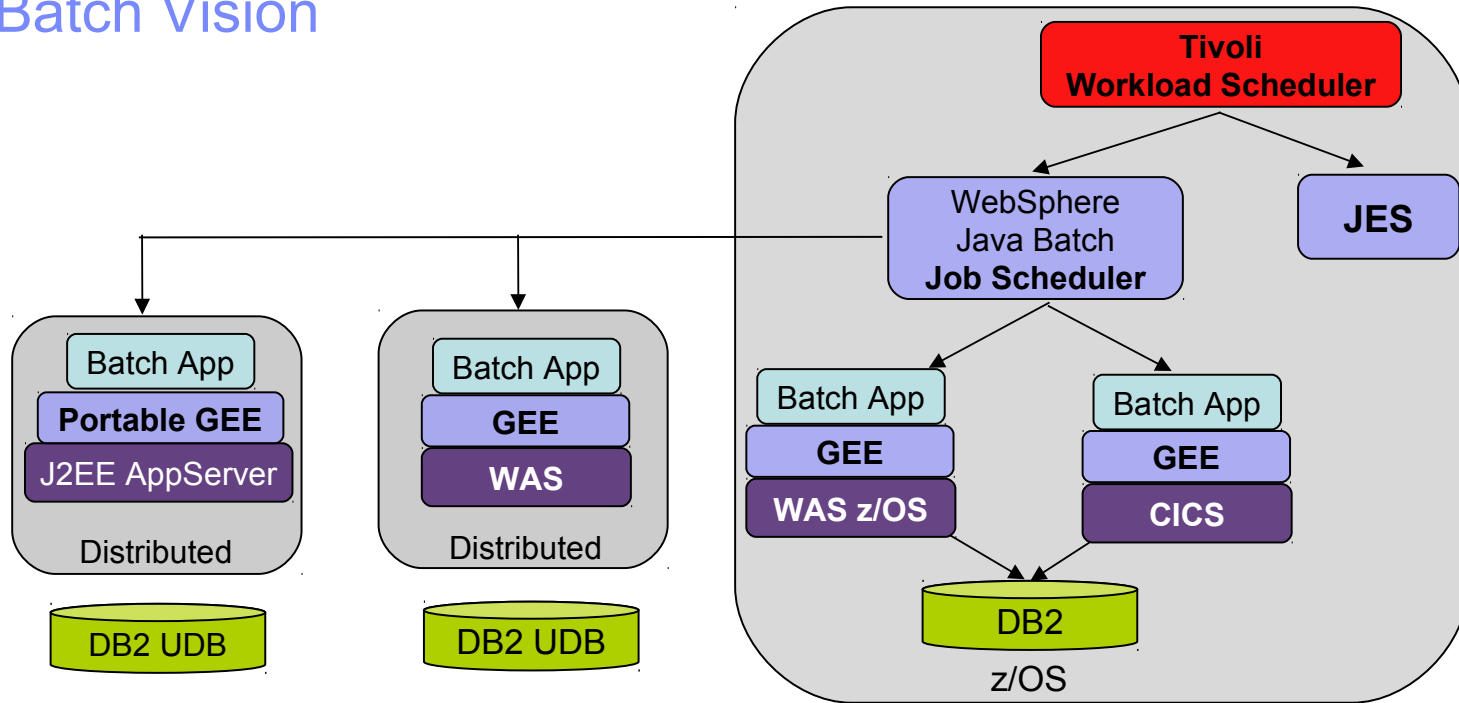 Batch Vision
Tivoli
Workload Scheduler
WebSphere
Java Batch
Job Scheduler
JES
Batch App
Portable GEE
J2EE AppServer
Distributed
DB2 UDB
Batch App
GEE
WAS
Distributed
DB2 UDB
Batch App
GEE
WAS z/OS
Batch App
GEE
CICS
DB2
z/OS